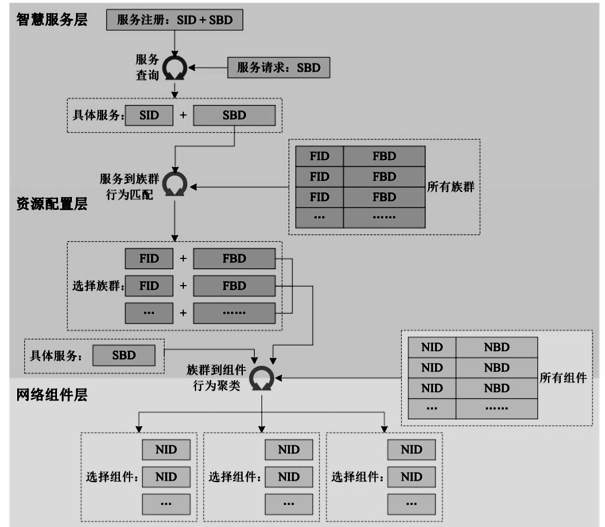 智慧服务层
服务注册：SID + SBD
服务
查询
服务请求：SBD
具体服务：SID + SBD
服务到族群
行为匹配
FID FBD
FID FBD
FID FBD
... ......
所有族群
资源配置层
FID + FBD
选择族群：FID + FBD
... + ......
具体服务：SBD
族群到组件
行为聚类
NID NBD
NID NBD
NID NBD
... ......
所有组件
网络组件层
NID
选择组件：NID
...
NID
选择组件：NID
...
NID
选择组件：NID
...